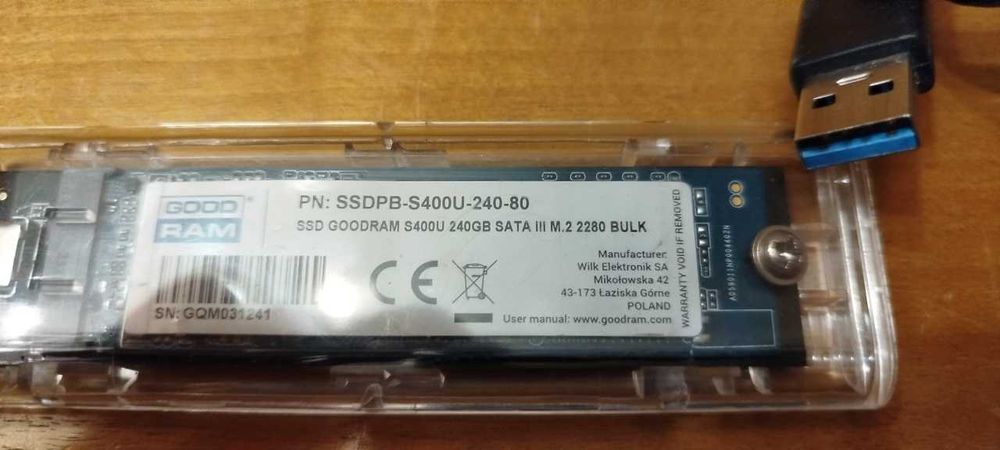 GOOD
RAM
PN: SSDPB-S400U-240-80
SSD GOODRAM S400U 240GB SATA III M.2 2280 BULK
Manufacturer:
Wilk Elektronik SA
Mikołowska 42
43-173 Łaziska Górne
POLAND
User manual: www.goodram.com
SN: GQM031241
WARRANTY VOID IF REMOVED